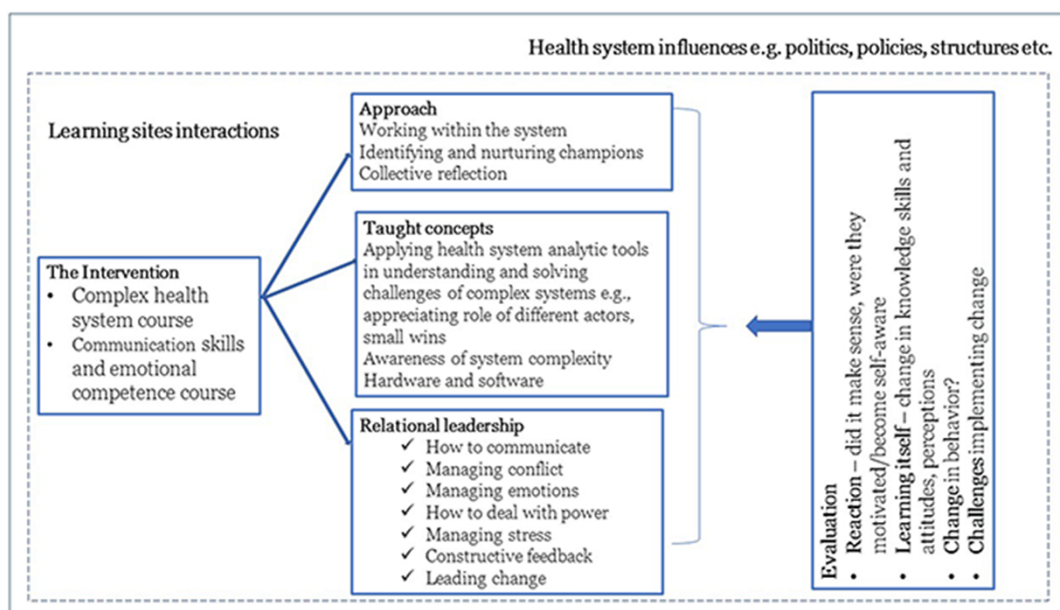 Health system influences e.g. politics, policies, structures etc.
Learning sites interactions
The Intervention
• Complex health
system course
• Communication skills
and emotional
competence course
Approach
Working within the system
Identifying and nurturing champions
Collective reflection
Taught concepts
Applying health system analytic tools
in understanding and solving
challenges of complex systems e.g.,
appreciating role of different actors,
small wins
Awareness of system complexity
Hardware and software
Relational leadership
✓ How to communicate
✓ Managing conflict
✓ Managing emotions
✓ How to deal with power
✓ Managing stress
✓ Constructive feedback
✓ Leading change
Evaluation
• Reaction – did it make sense, were they
motivated/become self-aware
• Learning itself – change in knowledge skills and
attitudes, perceptions
• Change in behavior?
• Challenges implementing change